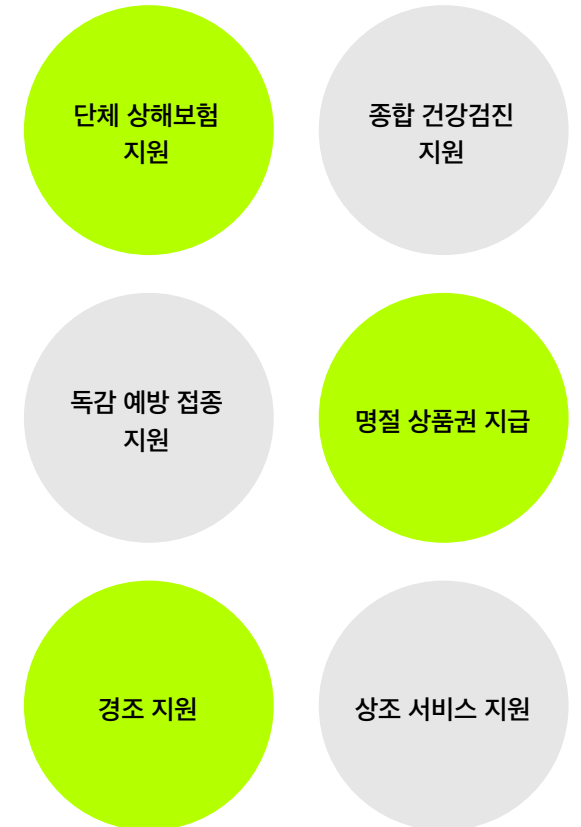 단체 상해보험
지원
종합 건강검진
지원
독감 예방 접종
지원
명절 상품권 지급
경조 지원
상조 서비스 지원